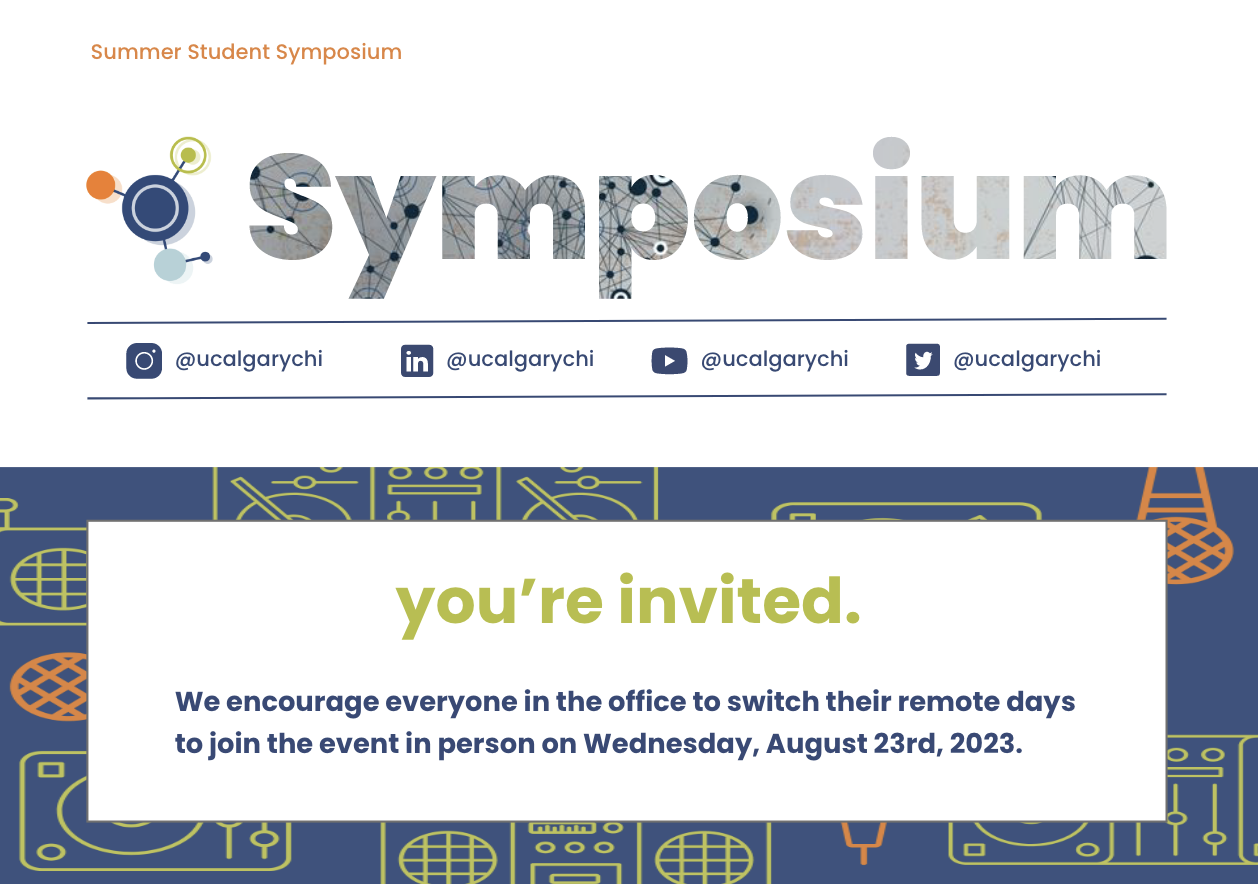 Summer Student Symposium
Symposium
@ucalgarychi @ucalgarychi @ucalgarychi @ucalgarychi
you’re invited.
We encourage everyone in the office to switch their remote days
to join the event in person on Wednesday, August 23rd, 2023.